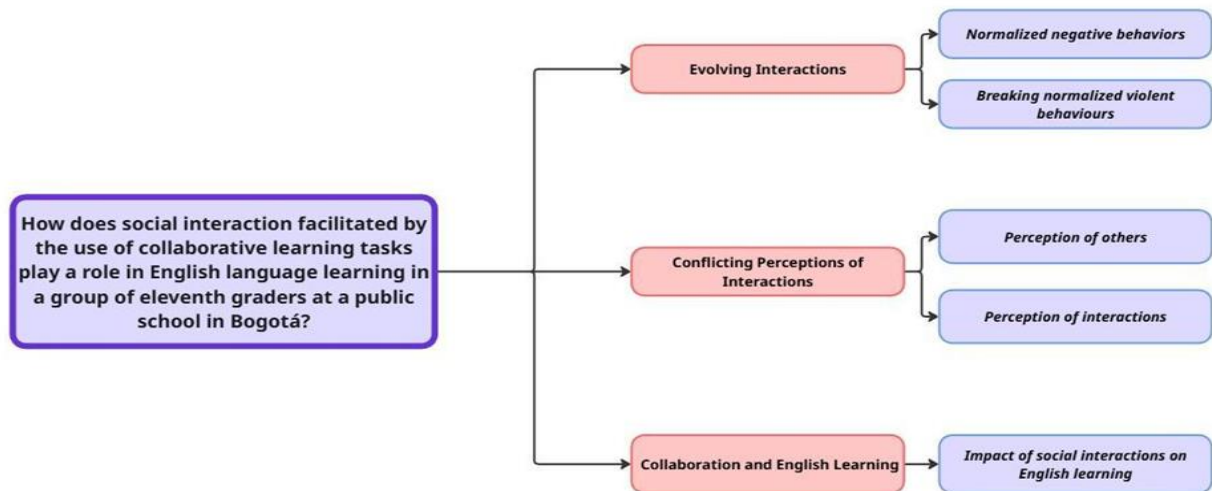 How does social interaction facilitated by
the use of collaborative learning tasks
play a role in English language learning in
a group of eleventh graders at a public
school in Bogotá?
Evolving Interactions
Normalized negative behaviors
Breaking normalized violent
behaviours
Conflicting Perceptions of
Interactions
Perception of others
Perception of interactions
Collaboration and English Learning
Impact of social interactions on
English learning